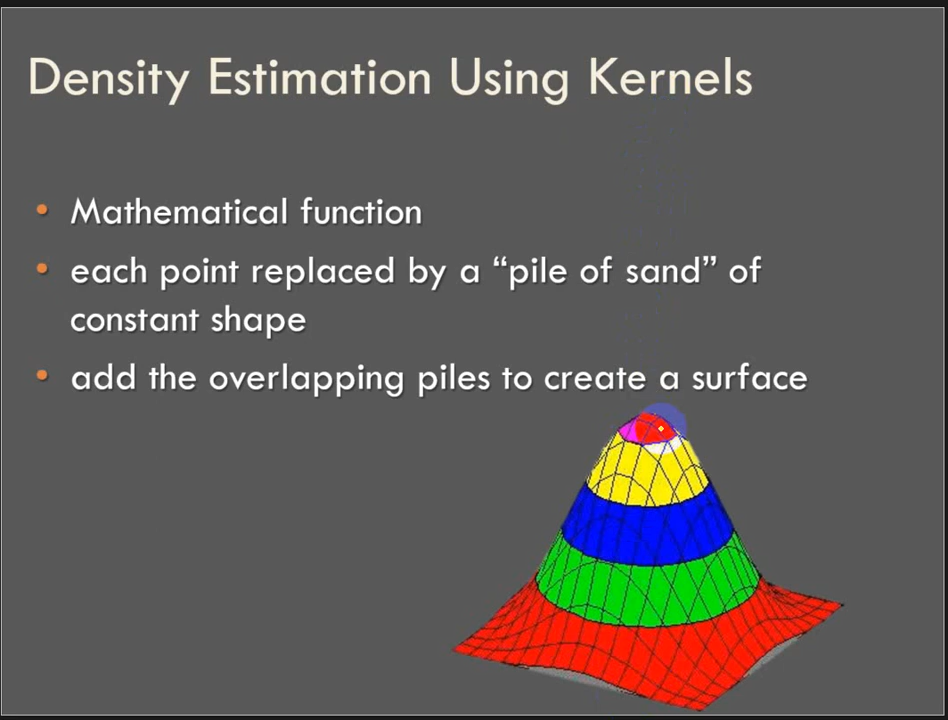 Density Estimation Using Kernels
• Mathematical function
• each point replaced by a “pile of sand” of
constant shape
• add the overlapping piles to create a surface